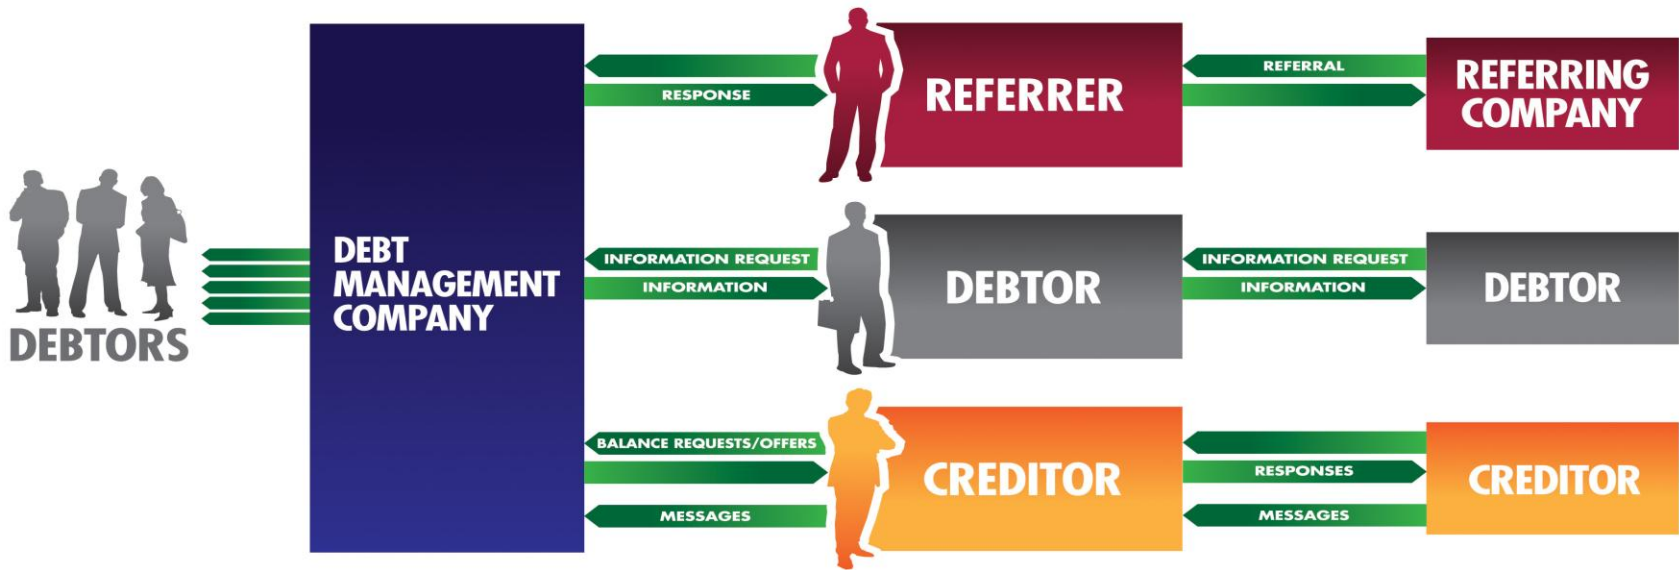 DEBTORS
DEBT
MANAGEMENT
COMPANY
RESPONSE
REFERRER
REFERRAL
REFERRING
COMPANY
INFORMATION REQUEST
INFORMATION
DEBTOR
INFORMATION REQUEST
INFORMATION
DEBTOR
BALANCE REQUESTS/OFFERS
MESSAGES
CREDITOR
RESPONSES
MESSAGES
CREDITOR